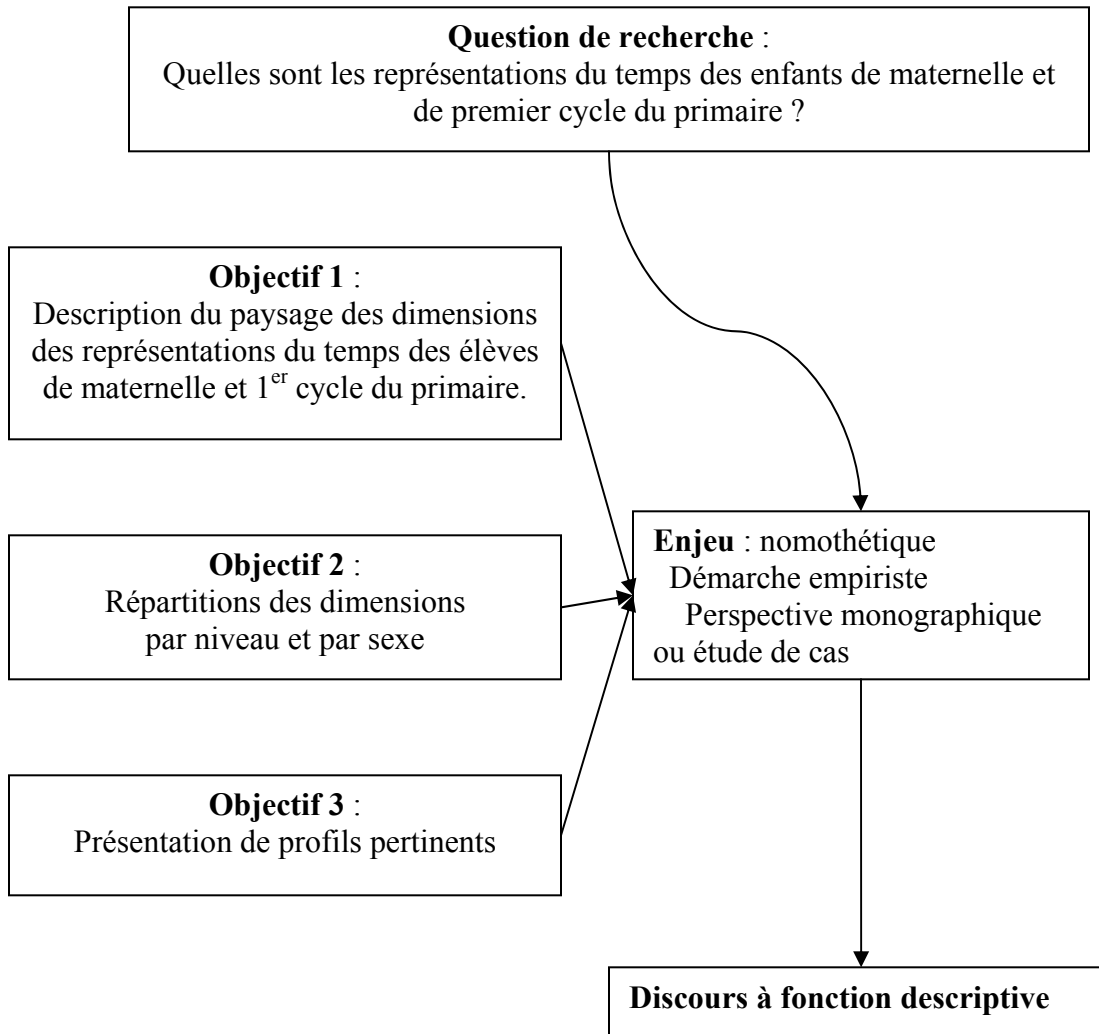 Question de recherche :
Quelles sont les représentations du temps des enfants de maternelle et
de premier cycle du primaire ?
Objectif 1 :
Description du paysage des dimensions
des représentations du temps des élèves
de maternelle et 1er cycle du primaire.
Objectif 2 :
Répartitions des dimensions
par niveau et par sexe
Enjeu : nomothétique
Démarche empiriste
Perspective monographique
ou étude de cas
Objectif 3 :
Présentation de profils pertinents
Discours à fonction descriptive